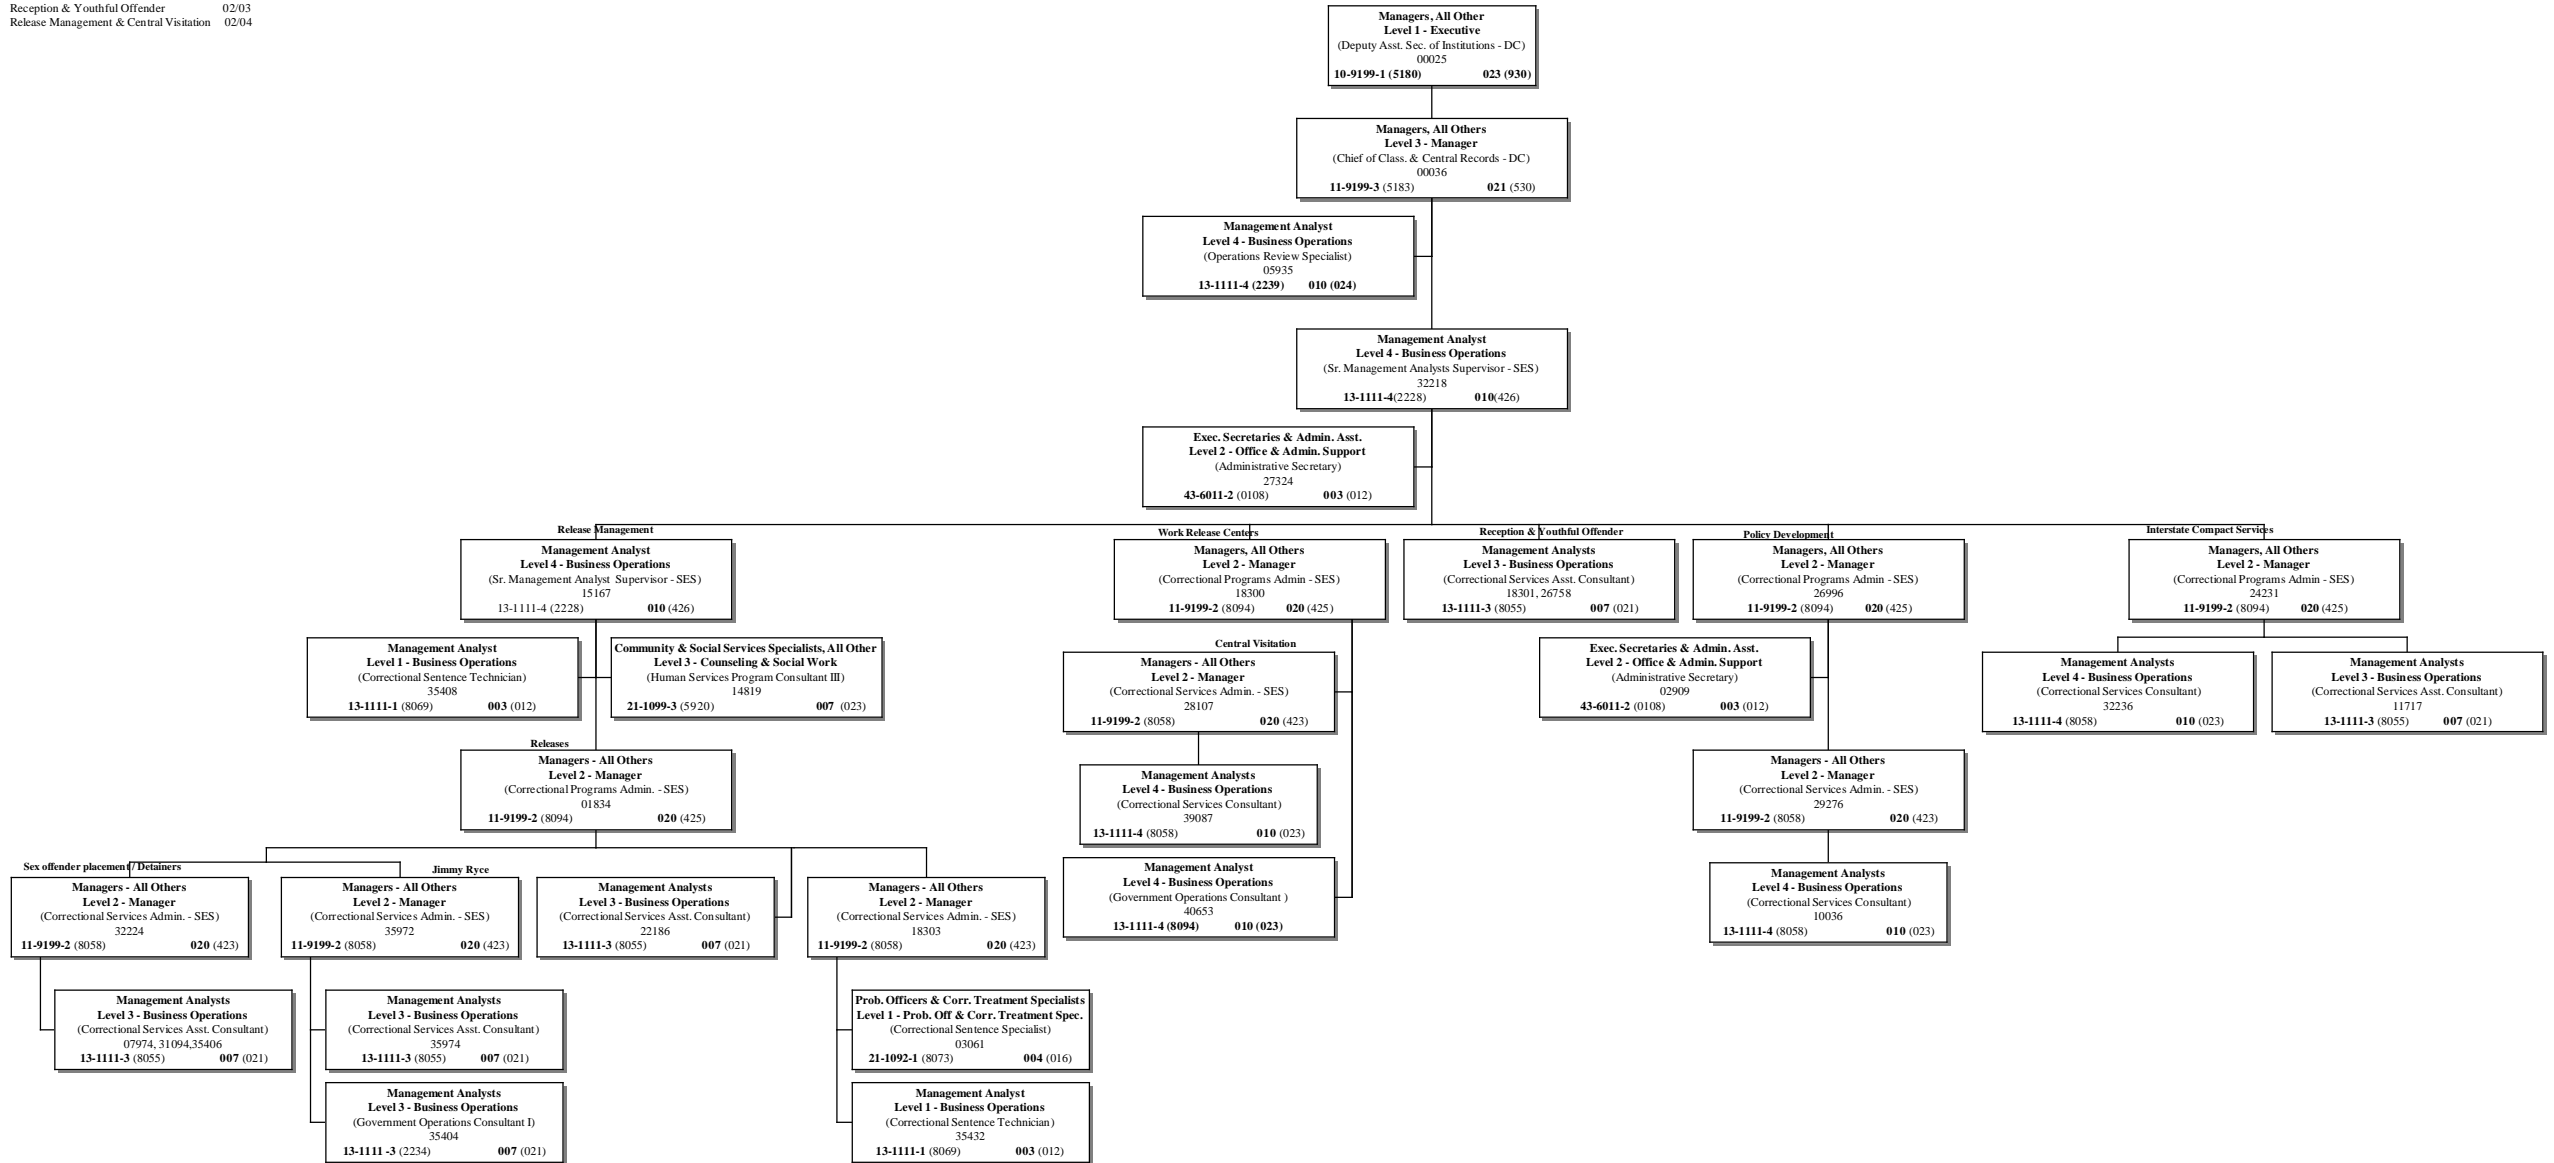 Reception & Youthful Offender 02/03
Release Management & Central Visitation 02/04
Managers, All Other
Level 1 - Executive
(Deputy Asst. Sec. of Institutions - DC)
00025
10-9199-1 (5180) 023 (930)
Managers, All Others
Level 3 - Manager
(Chief of Class. & Central Records - DC)
00036
11-9199-3 (5183) 021 (530)
Management Analyst
Level 4 - Business Operations
(Operations Review Specialist)
05935
13-1111-4 (2239) 010 (024)
Management Analyst
Level 4 - Business Operations
(Sr. Management Analysts Supervisor - SES)
32218
13-1111-4(2228) 010(426)
Exec. Secretaries & Admin. Asst.
Level 2 - Office & Admin. Support
(Administrative Secretary)
27324
43-6011-2 (0108) 003 (012)
Release Management
Management Analyst
Level 4 - Business Operations
(Sr. Management Analyst Supervisor - SES)
15167
13-1111-4 (2228) 010 (426)
Management Analyst
Level 1 - Business Operations
(Correctional Sentence Technician)
35408
13-1111-1 (8069) 003 (012)
Community & Social Services Specialists, All Other
Level 3 - Counseling & Social Work
(Human Services Program Consultant III)
14819
21-1099-3 (5920) 007 (023)
Releases
Managers - All Others
Level 2 - Manager
(Correctional Programs Admin. - SES)
01834
11-9199-2 (8094) 020 (425)
Sex offender placement / Detainers
Managers - All Others
Level 2 - Manager
(Correctional Services Admin. - SES)
32224
11-9199-2 (8058) 020 (423)
Management Analysts
Level 3 - Business Operations
(Correctional Services Asst. Consultant)
07974, 31094,35406
13-1111-3 (8055) 007 (021)
Jimmy Ryce
Managers - All Others
Level 2 - Manager
(Correctional Services Admin. - SES)
35972
11-9199-2 (8058) 020 (423)
Management Analysts
Level 3 - Business Operations
(Correctional Services Asst. Consultant)
35974
13-1111-3 (8055) 007 (021)
Management Analysts
Level 3 - Business Operations
(Government Operations Consultant I)
35404
13-1111 -3 (2234) 007 (021)
Management Analysts
Level 3 - Business Operations
(Correctional Services Asst. Consultant)
22186
13-1111-3 (8055) 007 (021)
Managers - All Others
Level 2 - Manager
(Correctional Services Admin. - SES)
18303
11-9199-2 (8058) 020 (423)
Prob. Officers & Corr. Treatment Specialists
Level 1 - Prob. Off & Corr. Treatment Spec.
(Correctional Sentence Specialist)
03061
21-1092-1 (8073) 004 (016)
Management Analyst
Level 1 - Business Operations
(Correctional Sentence Technician)
35432
13-1111-1 (8069) 003 (012)
Work Release Centers
Managers, All Others
Level 2 - Manager
(Correctional Programs Admin - SES)
18300
11-9199-2 (8094) 020 (425)
Central Visitation
Managers - All Others
Level 2 - Manager
(Correctional Services Admin. - SES)
28107
11-9199-2 (8058) 020 (423)
Management Analysts
Level 4 - Business Operations
(Correctional Services Consultant)
39087
13-1111-4 (8058) 010 (023)
Management Analyst
Level 4 - Business Operations
(Government Operations Consultant )
40653
13-1111-4 (8094) 010 (023)
Reception & Youthful Offender
Management Analysts
Level 3 - Business Operations
(Correctional Services Asst. Consultant)
18301, 26758
13-1111-3 (8055) 007 (021)
Policy Development
Managers, All Others
Level 2 - Manager
(Correctional Programs Admin - SES)
26996
11-9199-2 (8094) 020 (425)
Exec. Secretaries & Admin. Asst.
Level 2 - Office & Admin. Support
(Administrative Secretary)
02909
43-6011-2 (0108) 003 (012)
Managers - All Others
Level 2 - Manager
(Correctional Services Admin. - SES)
29276
11-9199-2 (8058) 020 (423)
Management Analysts
Level 4 - Business Operations
(Correctional Services Consultant)
10036
13-1111-4 (8058) 010 (023)
Interstate Compact Services
Managers, All Others
Level 2 - Manager
(Correctional Programs Admin - SES)
24231
11-9199-2 (8094) 020 (425)
Management Analysts
Level 4 - Business Operations
(Correctional Services Consultant)
32236
13-1111-4 (8058) 010 (023)
Management Analysts
Level 3 - Business Operations
(Correctional Services Asst. Consultant)
11717
13-1111-3 (8055) 007 (021)